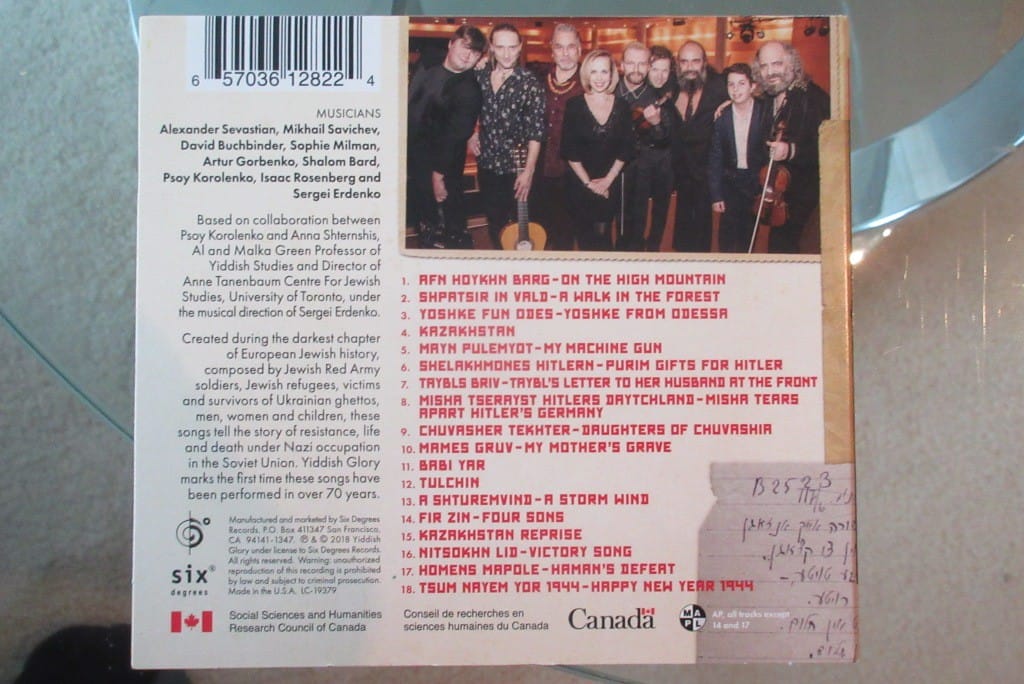 6 57036 12822 4
MUSICIANS
Alexander Sevastian, Mikhail Savichev,
David Buchbinder, Sophie Milman,
Artur Gorbenko, Shalom Bard,
Psoy Korolenko, Isaac Rosenberg and
Sergei Erdenko
Based on collaboration between
Psoy Korolenko and Anna Shternshis,
Al and Malka Green Professor of
Yiddish Studies and Director of
Anne Tanenbaum Centre For Jewish
Studies, University of Toronto, under
the musical direction of Sergei Erdenko.
Created during the darkest chapter
of European Jewish history,
composed by Jewish Red Army
soldiers, Jewish refugees, victims
and survivors of Ukrainian ghettos,
men, women and children, these
songs tell the story of resistance, life
and death under Nazi occupation
in the Soviet Union. Yiddish Glory
marks the first time these songs have
been performed in over 70 years.
six®
degrees
Manufactured and marketed by Six Degrees
Records, P.O. Box 411347 San Francisco,
CA 94141-1347. ℗ & © 2018 Yiddish
Glory under license to Six Degrees Records.
All rights reserved. Warning: unauthorized
reproduction of this recording is prohibited
by law and subject to criminal prosecution.
Made in the U.S.A. LC-19379
1. AFN HOYKHN BARG-ON THE HIGH MOUNTAIN
2. SHPATSIR IN VALD-A WALK IN THE FOREST
3. YOSHKE FUN ODES-YOSHKE FROM ODESSA
4. KAZAKHSTAN
5. MAYN PULEMYOT-MY MACHINE GUN
6. SHELAKHMONES HITLERN-PURIM GIFTS FOR HITLER
7. TAYBLS BRIV-TAYBL'S LETTER TO HER HUSBAND AT THE FRONT
8. MISHA TSERAYST HITLERS DAYTCHLAND-MISHA TEARS
APART HITLER'S GERMANY
9. CHUVASHER TEKHTER-DAUGHTERS OF CHUVASHIA
10. MAMES GRUV-MY MOTHER'S GRAVE
11. BABI YAR
12. TULCHIN
13. A SHTUREMVIND-A STORM WIND
14. FIR ZIN-FOUR SONS
15. KAZAKHSTAN REPRISE
16. NITSOKHN LID-VICTORY SONG
17. HOMENS MAPOLE-HAMAN'S DEFEAT
18. TSUM NAYEM YOR 1944-HAPPY NEW YEAR 1944
Social Sciences and Humanities
Research Council of Canada
Conseil de recherches en
sciences humaines du Canada
Canada
MAPL
AP, all tracks except
14 and 17